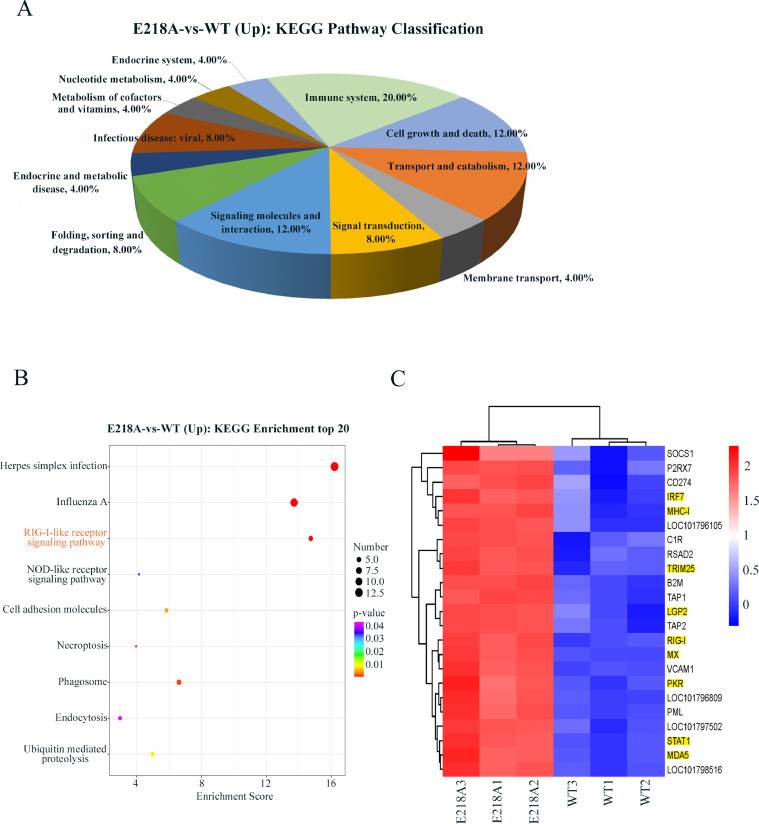 A
E218A-vs-WT (Up): KEGG Pathway Classification
Endocrine system, 4.00%
Nucleotide metabolism, 4.00%
Metabolism of cofactors
and vitamins, 4.00%
Infectious disease: viral, 8.00%
Endocrine and metabolic
disease, 4.00%
Folding, sorting and
degradation, 8.00%
Signaling molecules and
interaction, 12.00%
Signal transduction,
8.00%
Membrane transport, 4.00%
Transport and catabolism, 12.00%
Cell growth and death, 12.00%
Immune system, 20.00%
B
E218A-vs-WT (Up): KEGG Enrichment top 20
Herpes simplex infection
Influenza A
RIG-I-like receptor
signaling pathway
NOD-like receptor
signaling pathway
Cell adhesion molecules
Necroptosis
Phagosome
Endocytosis
Ubiquitin mediated
proteolysis
4 8 12 16
Enrichment Score
Number
5.0
7.5
10.0
12.5
p-value
0.04
0.03
0.02
0.01
C
SOCS1
P2RX7
CD274
IRF7
MHC-I
LOC101796105
C1R
RSAD2
TRIM25
B2M
TAP1
LGP2
TAP2
RIG-I
MX
VCAM1
PKR
LOC101796809
PML
LOC101797502
STAT1
MDA5
LOC101798516
E218A3 E218A1 E218A2 WT3 WT1 WT2
2
1.5
1
0.5
0